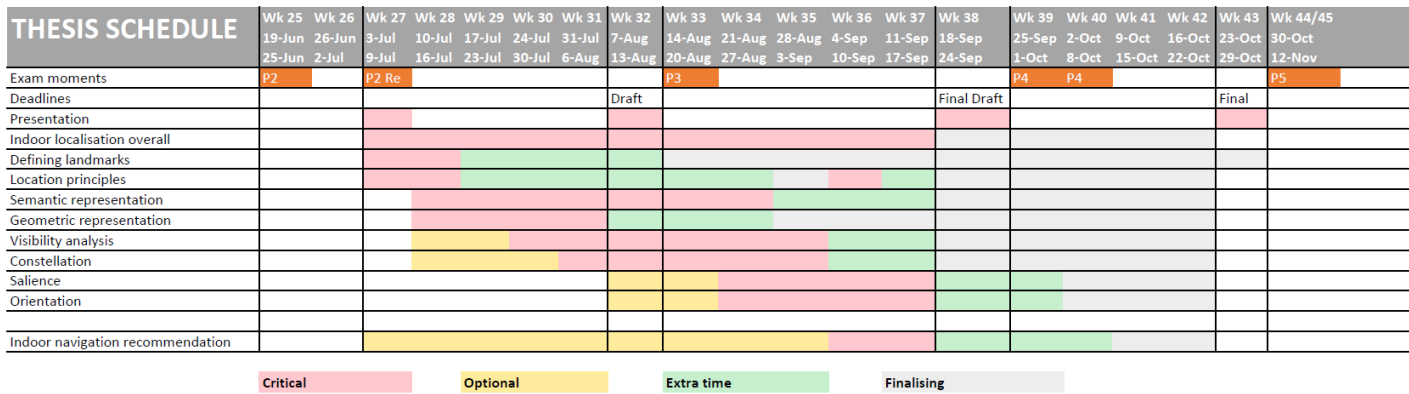 THESIS SCHEDULE Wk 25 Wk 26 Wk 27 Wk 28 Wk 29 Wk 30 Wk 31 Wk 32 Wk 33 Wk 34 Wk 35 Wk 36 Wk 37 Wk 38 Wk 39 Wk 40 Wk 41 Wk 42 Wk 43 Wk 44/45
19-Jun 26-Jun 3-Jul 10-Jul 17-Jul 24-Jul 31-Jul 7-Aug 14-Aug 21-Aug 28-Aug 4-Sep 11-Sep 18-Sep 25-Sep 2-Oct 9-Oct 16-Oct 23-Oct 30-Oct
25-Jun 2-Jul 9-Jul 16-Jul 23-Jul 30-Jul 6-Aug 13-Aug 20-Aug 27-Aug 3-Sep 10-Sep 17-Sep 24-Sep 1-Oct 8-Oct 15-Oct 22-Oct 29-Oct 12-Nov
Exam moments P2 P2 Re P3 P4 P4 P5
Deadlines Draft Final Draft Final
Presentation
Indoor localisation overall
Defining landmarks
Location principles
Semantic representation
Geometric representation
Visibility analysis
Constellation
Salience
Orientation
Indoor navigation recommendation
Critical Optional Extra time Finalising